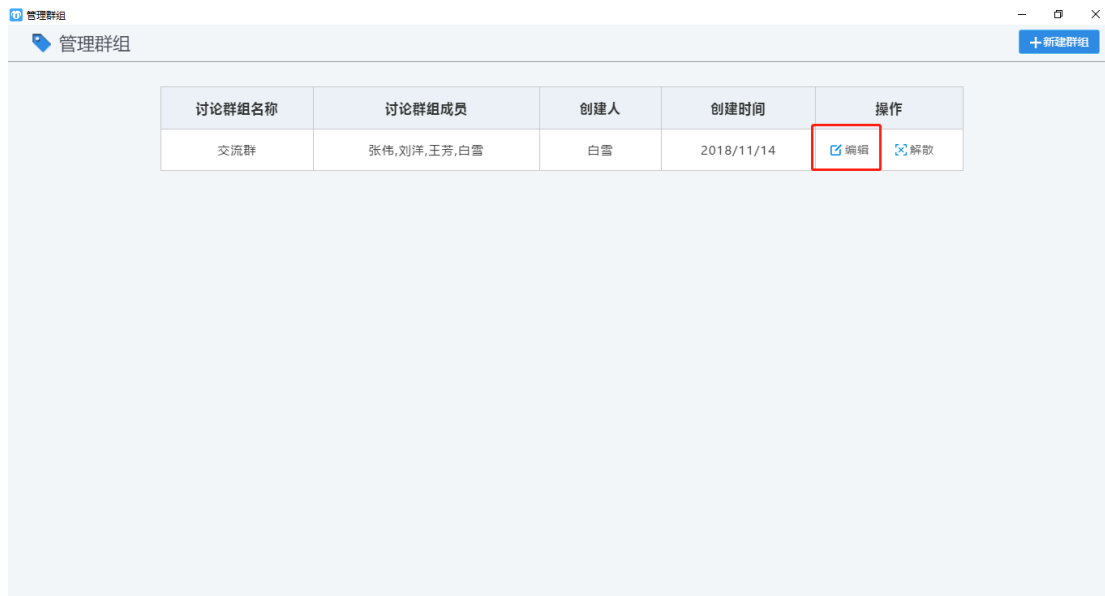 管理群组
管理群组
新建群组
讨论群组名称 讨论群组成员 创建人 创建时间 操作
交流群 张伟,刘洋,王芳,白雪 白雪 2018/11/14 编辑 解散